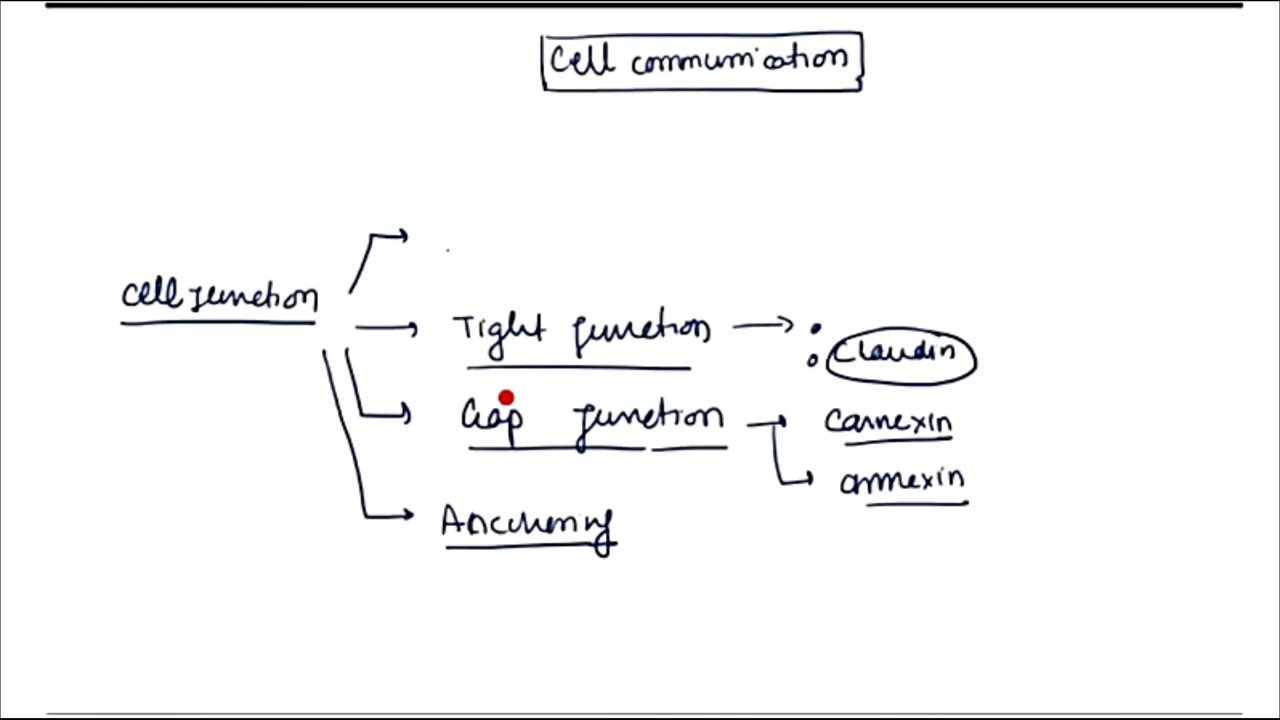 Cell communication
cell junction
Tight junction
Claudin
Gap junction
Connexin
annexin
Anchoring